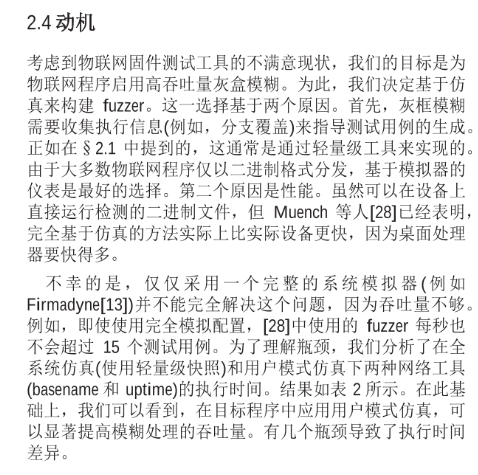 2.4 动机
考虑到物联网固件测试工具的不满意现状，我们的目标是为
物联网程序启用高吞吐量灰盒模糊。为此，我们决定基于仿
真来构建 fuzzer。这一选择基于两个原因。首先，灰框模糊
需要收集执行信息(例如，分支覆盖)来指导测试用例的生成。
正如在 § 2.1 中提到的，这通常是通过轻量级工具来实现的。
由于大多数物联网程序仅以二进制格式分发，基于模拟器的
仪表是最好的选择。第二个原因是性能。虽然可以在设备上
直接运行检测的二进制文件，但 Muench 等人[28]已经表明，
完全基于仿真的方法实际上比实际设备更快，因为桌面处理
器要快得多。
不幸的是，仅仅采用一个完整的系统模拟器(例如
Firmadyne[13])并不能完全解决这个问题，因为吞吐量不够。
例如，即使使用完全模拟配置，[28]中使用的 fuzzer 每秒也
不会超过 15 个测试用例。为了理解瓶颈，我们分析了在全
系统仿真(使用轻量级快照)和用户模式仿真下两种网络工具
(basename 和 uptime)的执行时间。结果如表 2 所示。在此基
础上，我们可以看到，在目标程序中应用用户模式仿真，可
以显著提高模糊处理的吞吐量。有几个瓶颈导致了执行时间
差异。